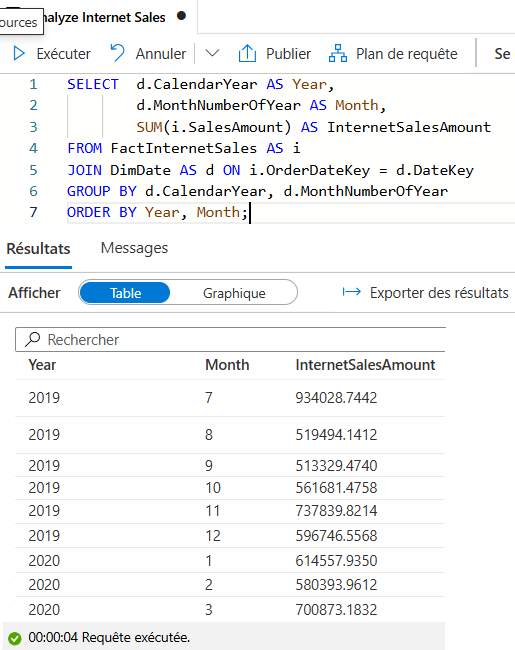 ources
nalyze Internet Sales
Exécuter Annuler Publier Plan de requête Se
1 SELECT d.CalendarYear AS Year,
2 d.MonthNumberOfYear AS Month,
3 SUM(i.SalesAmount) AS InternetSalesAmount
4 FROM FactInternetSales AS i
5 JOIN DimDate AS d ON i.OrderDateKey = d.DateKey
6 GROUP BY d.CalendarYear, d.MonthNumberOfYear
7 ORDER BY Year, Month;
Résultats Messages
Afficher Table Graphique Exporter des résultats
Rechercher
Year Month InternetSalesAmount
2019 7 934028.7442
2019 8 519494.1412
2019 9 513329.4740
2019 10 561681.4758
2019 11 737839.8214
2019 12 596746.5568
2020 1 614557.9350
2020 2 580393.9612
2020 3 700873.1832
00:00:04 Requête exécutée.